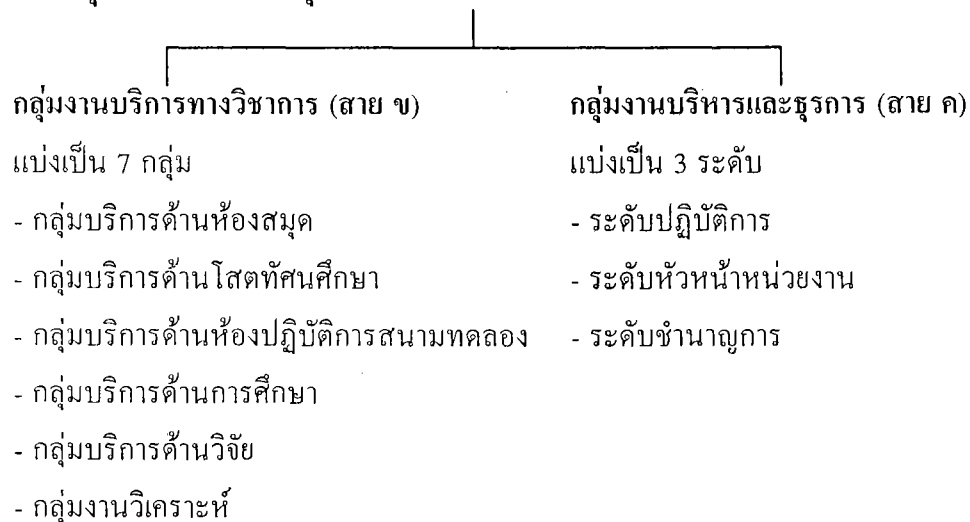 กลุ่มงานบริการทางวิชาการ (สาย ข)
แบ่งเป็น 7 กลุ่ม
- กลุ่มบริการด้านห้องสมุด
- กลุ่มบริการด้านโสตทัศนศึกษา
- กลุ่มบริการด้านห้องปฏิบัติการสนามทดลอง
- กลุ่มบริการด้านการศึกษา
- กลุ่มบริการด้านวิจัย
- กลุ่มงานวิเคราะห์
กลุ่มงานบริหารและธุรการ (สาย ค)
แบ่งเป็น 3 ระดับ
- ระดับปฏิบัติการ
- ระดับหัวหน้าหน่วยงาน
- ระดับชำนาญการ